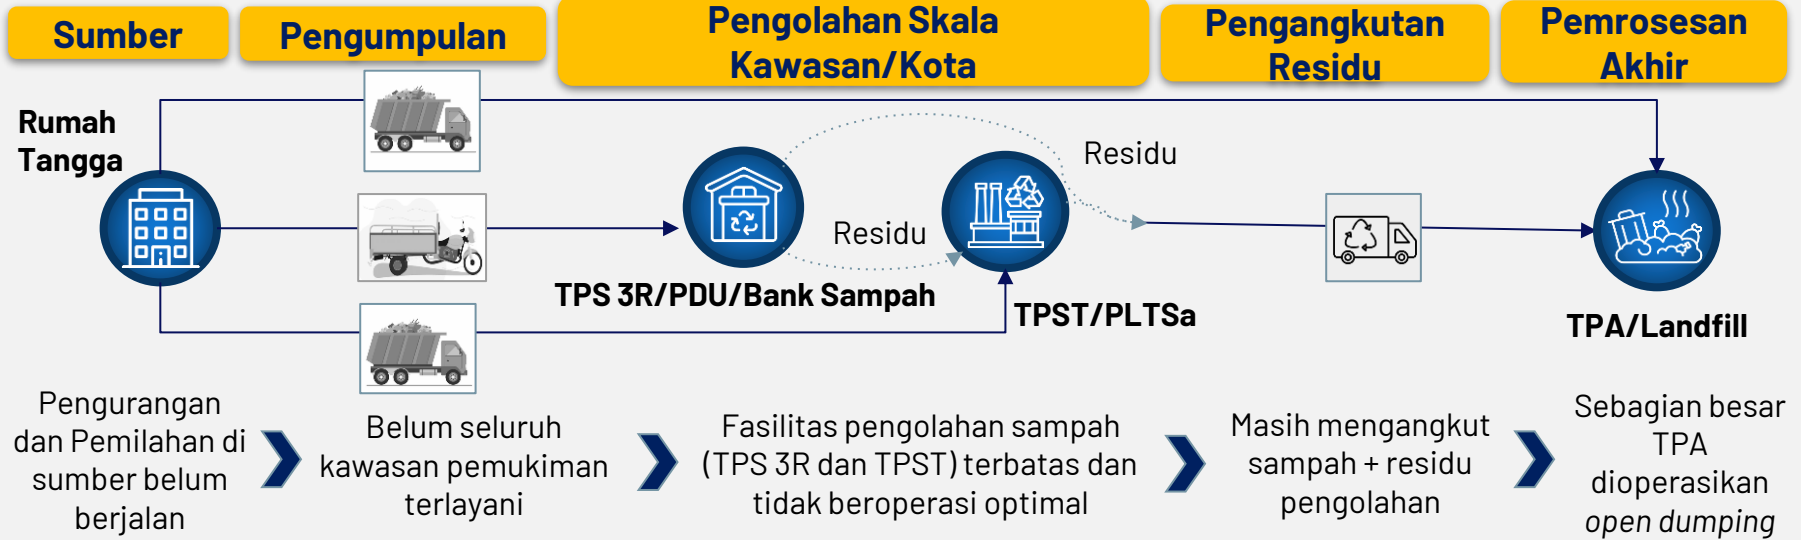 Sumber
Pengumpulan
Pengolahan Skala
Kawasan/Kota
Pengangkutan
Residu
Pemrosesan
Akhir
Rumah
Tangga
Residu
Residu
TPS 3R/PDU/Bank Sampah
TPST/PLTSa
TPA/Landfill
Pengurangan
dan Pemilahan di
sumber belum
berjalan
Belum seluruh
kawasan pemukiman
terlayani
Fasilitas pengolahan sampah
(TPS 3R dan TPST) terbatas dan
tidak beroperasi optimal
Masih mengangkut
sampah + residu
pengolahan
Sebagian besar
TPA
dioperasikan
open dumping